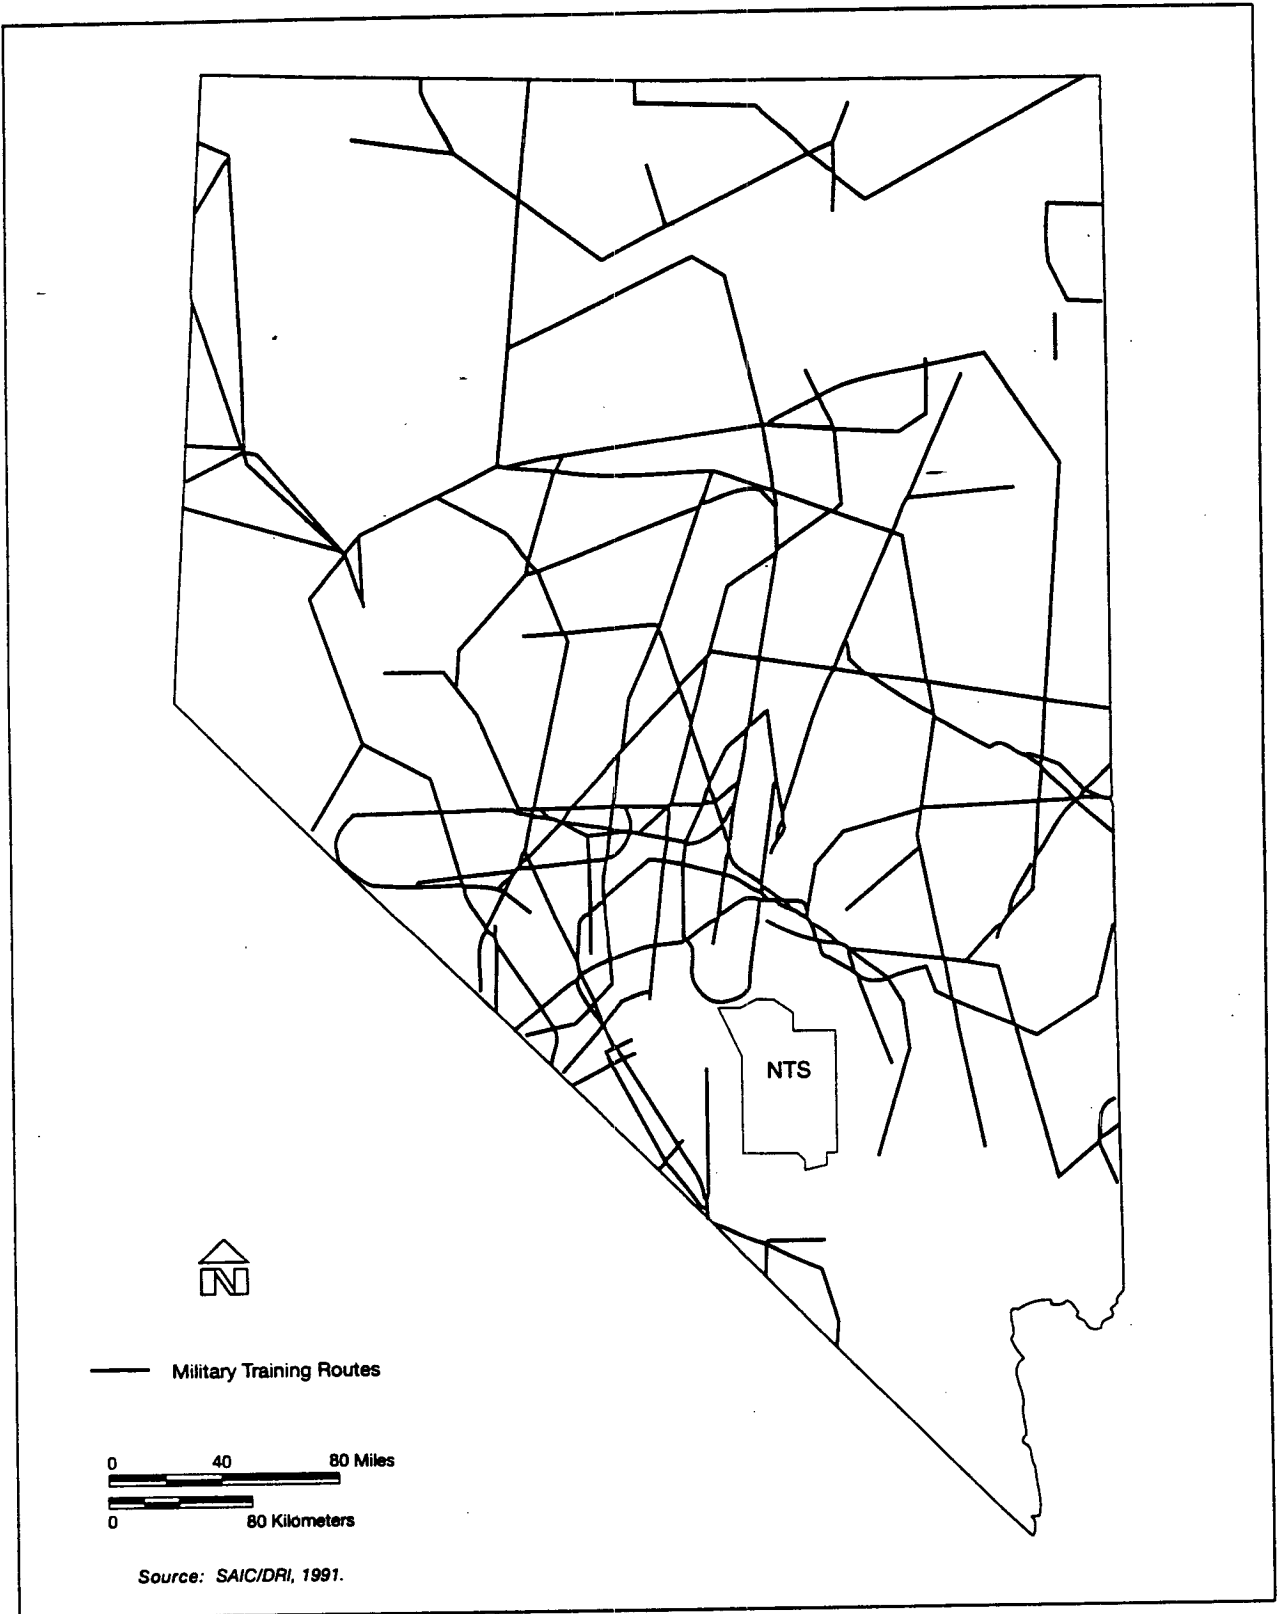 NTS
N
Military Training Routes
0 40 80 Miles
0 80 Kilometers
Source: SAIC/DRI, 1991.